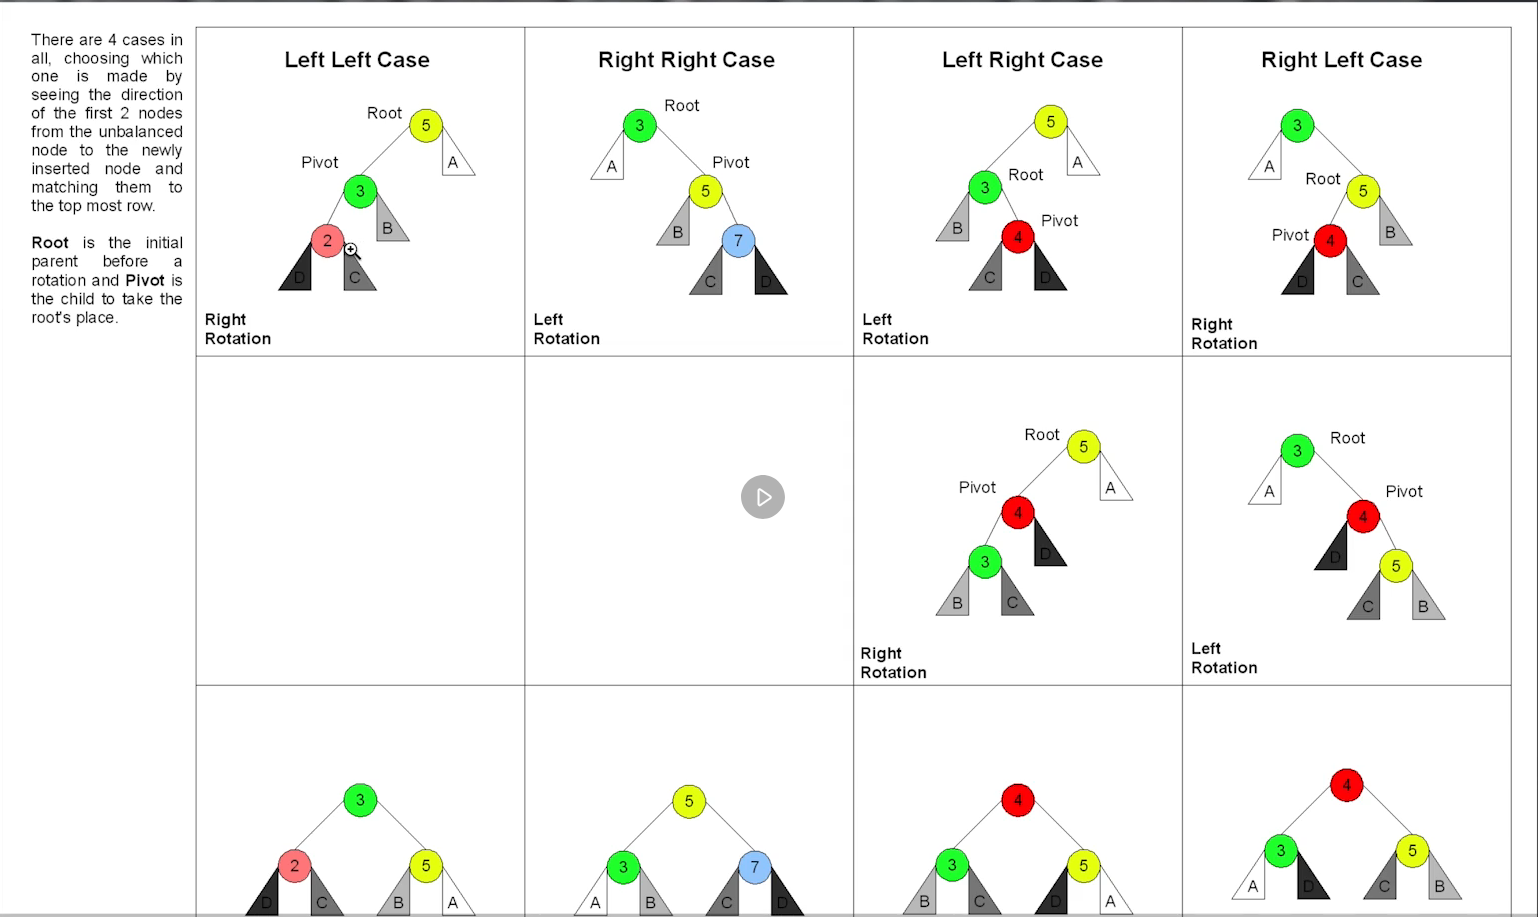 There are 4 cases in
all, choosing which
one is made by
seeing the direction
of the first 2 nodes
from the unbalanced
node to the newly
inserted node and
matching them to
the top most row.
Root is the initial
parent before a
rotation and Pivot is
the child to take the
root's place.
Left Left Case
Root
5
A
Pivot
3
B
2
D
C
Right
Rotation
Right Right Case
Root
3
A
Pivot
5
B
7
C
D
Left
Rotation
Left Right Case
5
A
Root
3
B
Pivot
4
C
D
Left
Rotation
Right Left Case
3
A
Root
5
B
Pivot
4
D
C
Right
Rotation
Root
5
A
Pivot
4
D
3
B
C
Right
Rotation
Root
3
A
Pivot
4
D
5
C
B
Left
Rotation
3
2
5
D
C
B
A
5
3
7
A
B
C
D
4
3
5
B
C
D
A
4
3
5
A
D
C
B